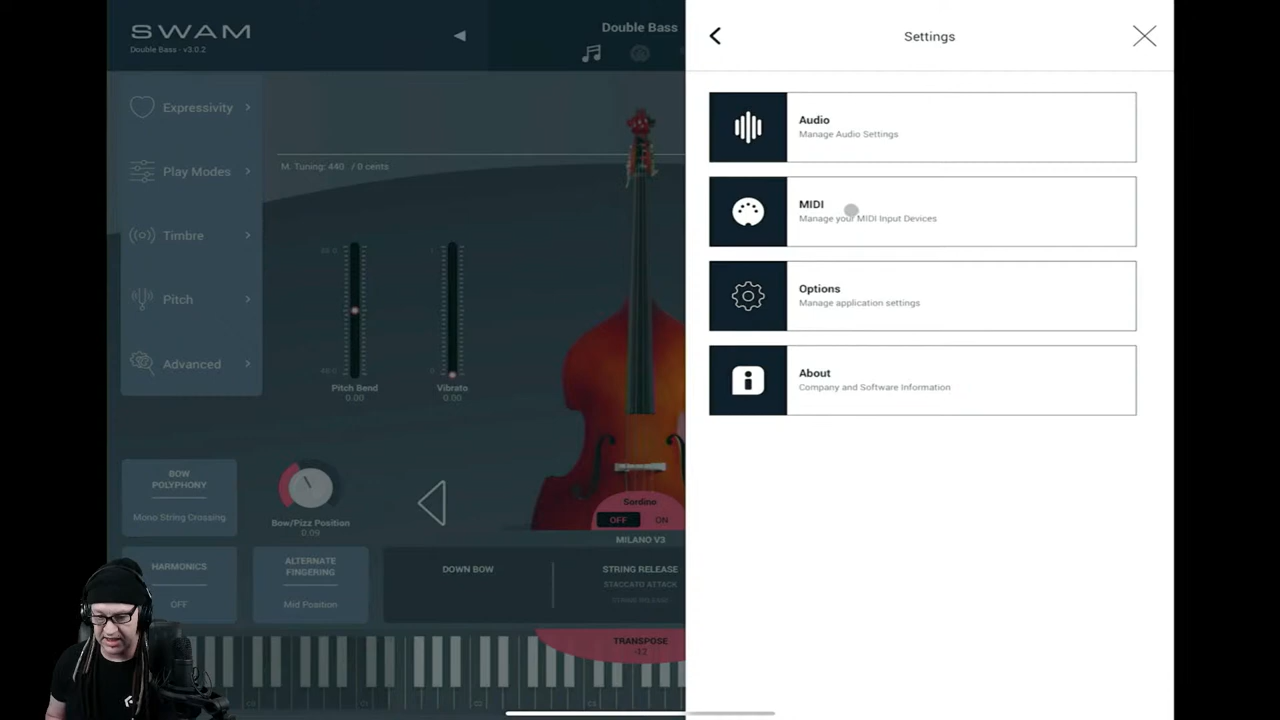 SWAM
Double Bass - v3.0.2
Double Bass
Expressivity
Play Modes
Timbre
Pitch
Advanced
M. Tuning: 440 / 0 cents
Pitch Bend
0.00
Vibrato
0.00
BOW
POLYPHONY
Mono String Crossing
Bow/Pizz Position
0.09
Sordino
OFF ON
MILANO V3
HARMONICS
OFF
ALTERNATE
FINGERING
Mid Position
DOWN BOW
STRING RELEASE
STACCATO ATTACK
STRING RELEASE
TRANSPOSE
-12
Settings
Audio
Manage Audio Settings
MIDI
Manage your MIDI Input Devices
Options
Manage application settings
About
Company and Software Information